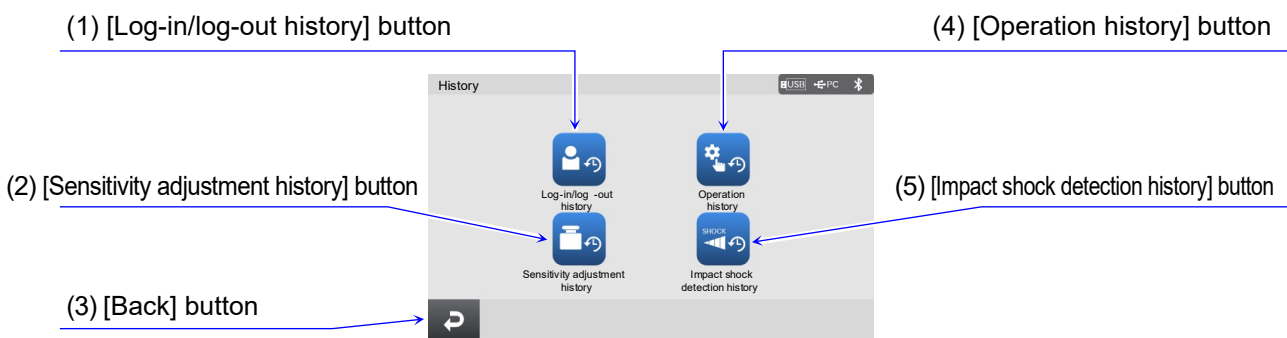 (1) [Log-in/log-out history] button
(4) [Operation history] button
History
USB PC
(2) [Sensitivity adjustment history] button
Log-in/log -out
history
Operation
history
(5) [Impact shock detection history] button
SHOCK
Sensitivity adjustment
history
Impact shock
detection history
(3) [Back] button